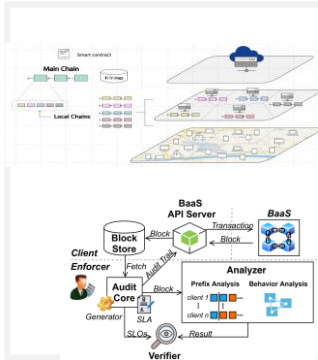 Smart contract
Main Chain
K-V map
Local Chains
BaaS
API Server
BaaS
Transaction
Block
Block
Block
Store
Client
Enforcer
Fetch
Audit Trail
Analyzer
Audit
Core
Block
Prefix Analysis
Behavior Analysis
client 1
Generator
SLA
client n
SLOs
Result
Verifier